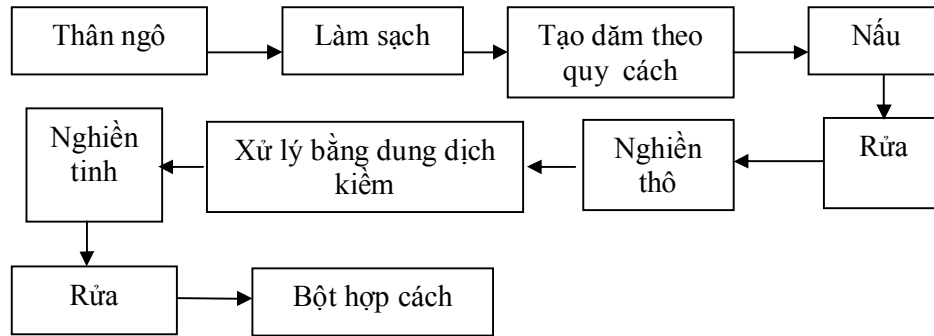 Thân ngô
Làm sạch
Tạo dăm theo
quy cách
Nấu
Rửa
Nghiền
thô
Xử lý bằng dung dịch
kiềm
Nghiền
tinh
Rửa
Bột hợp cách